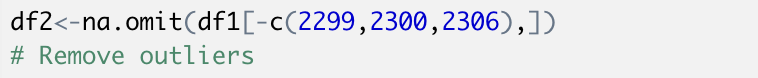 df2<-na.omit(df1[-c(2299,2300,2306),])
# Remove outliers